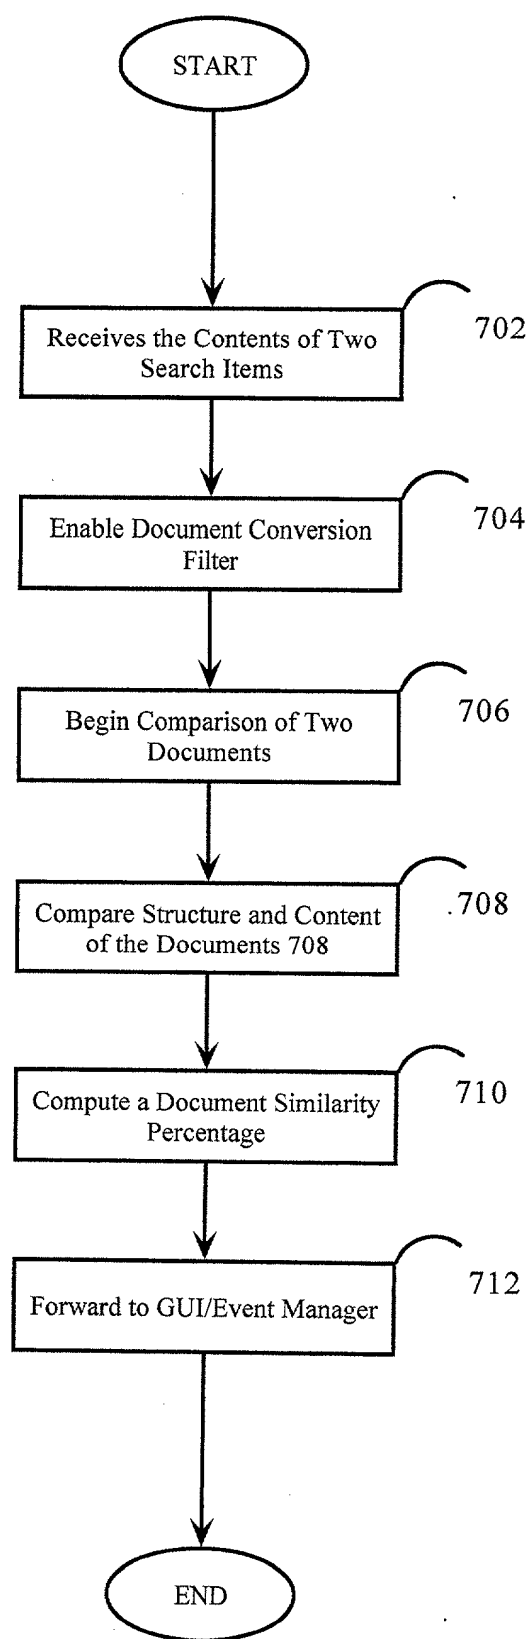 START
702
Receives the Contents of Two
Search Items
704
Enable Document Conversion
Filter
706
Begin Comparison of Two
Documents
708
Compare Structure and Content
of the Documents 708
710
Compute a Document Similarity
Percentage
712
Forward to GUI/Event Manager
END